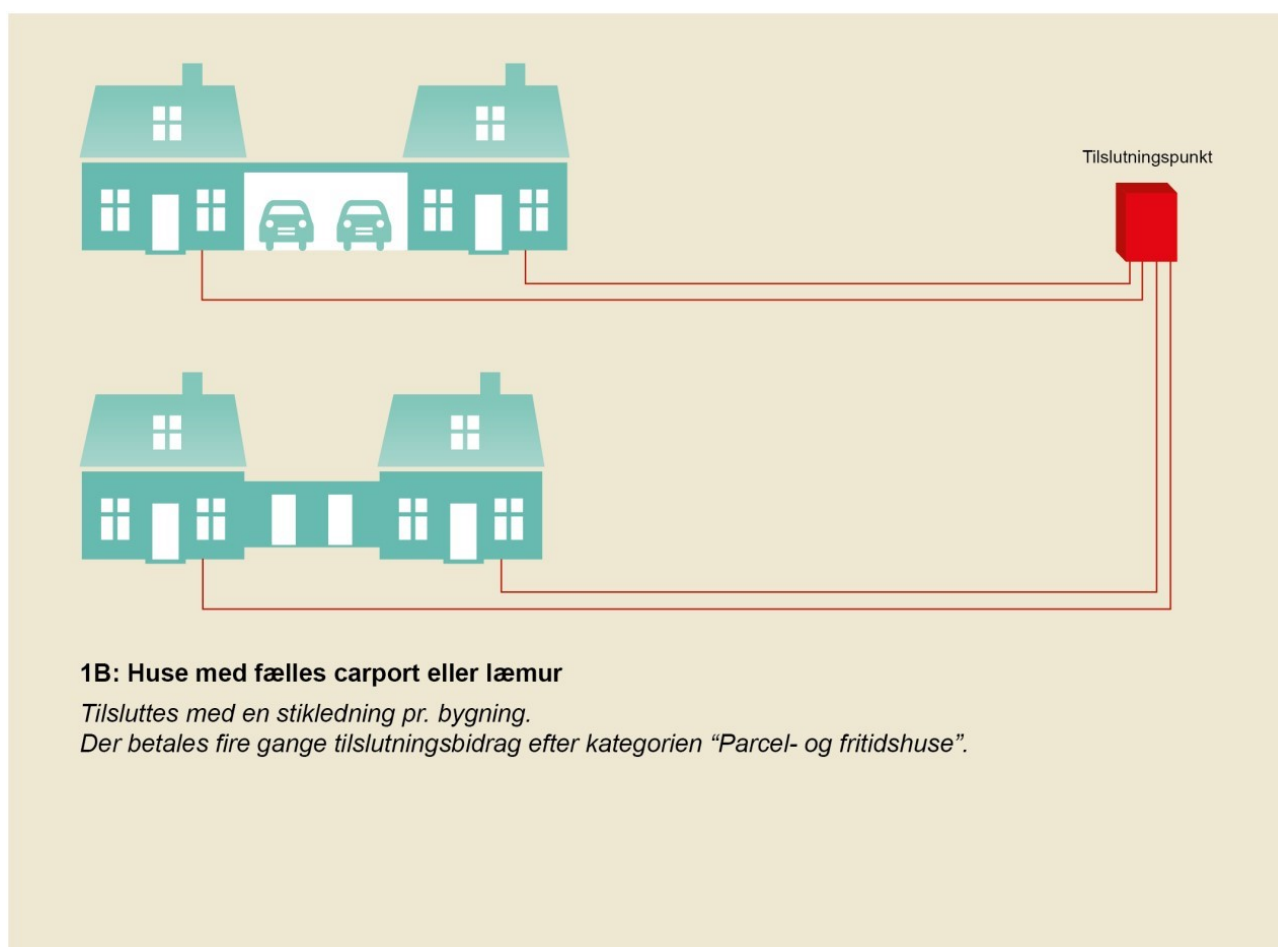 Tilslutningspunkt
1B: Huse med fælles carport eller læmur
Tilsluttes med en stikledning pr. bygning.
Der betales fire gange tilslutningsbidrag efter kategorien “Parcel- og fritidshuse”.